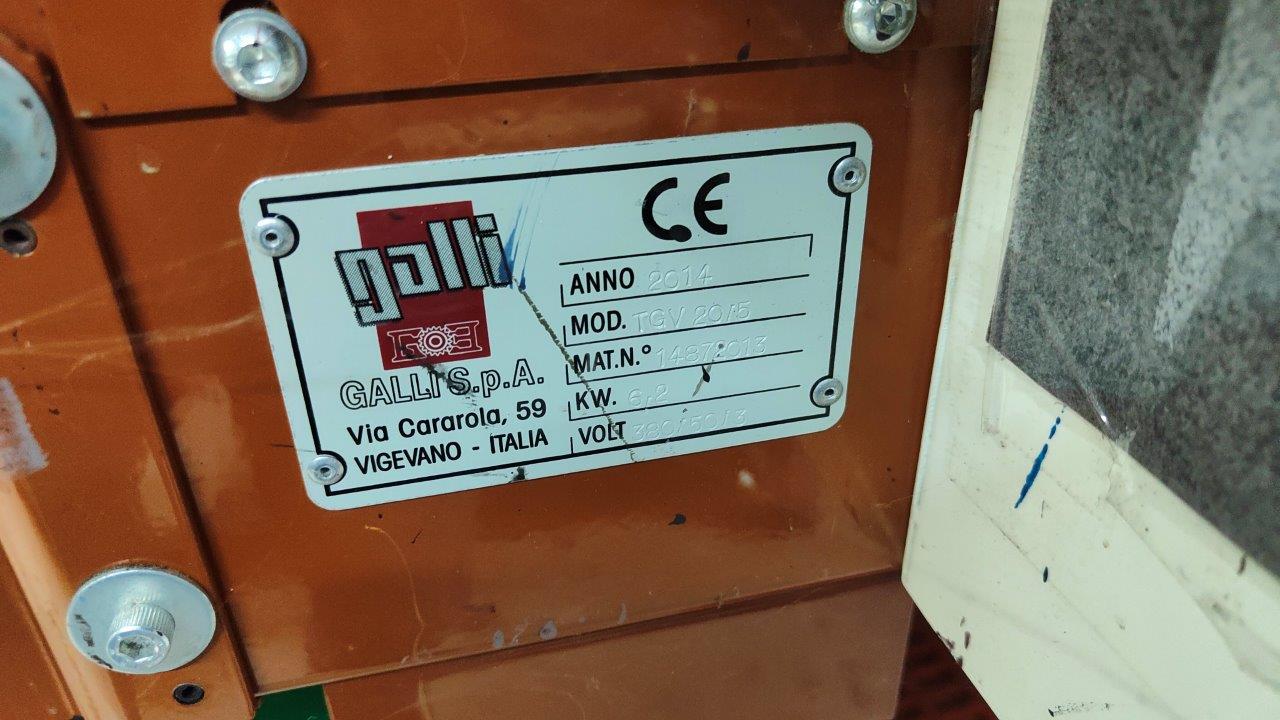 galli
GALLI S.p.A.
Via Cararola, 59
VIGEVANO - ITALIA
CE
ANNO 2014
MOD. TGV 20/5
MAT.N.° 14872013
KW. 6,2
VOLT 380/50/3